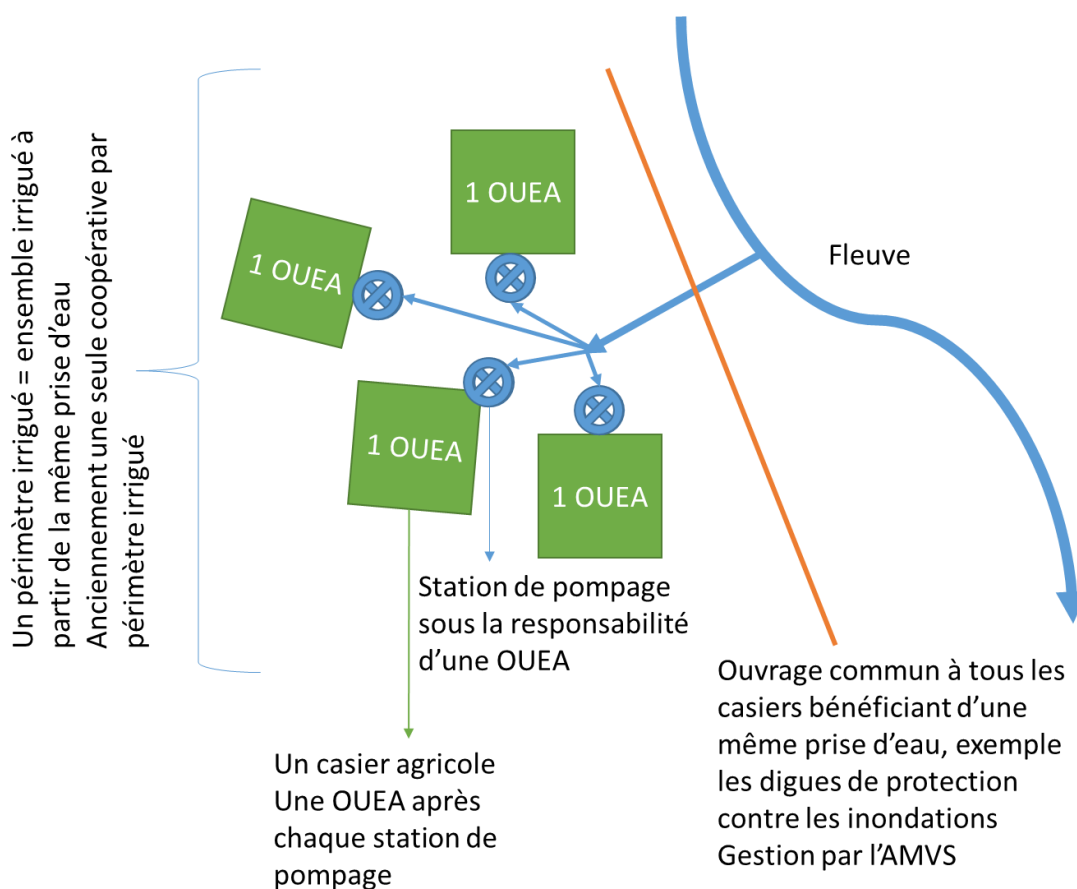 Un périmètre irrigué = ensemble irrigué à
partir de la même prise d’eau
Anciennement une seule coopérative par
périmètre irrigué
1 OUEA
1 OUEA
1 OUEA
1 OUEA
Fleuve
Station de pompage
sous la responsabilité
d’une OUEA
Un casier agricole
Une OUEA après
chaque station de
pompage
Ouvrage commun à tous les
casiers bénéficiant d’une
même prise d’eau, exemple
les digues de protection
contre les inondations
Gestion par l’AMVS